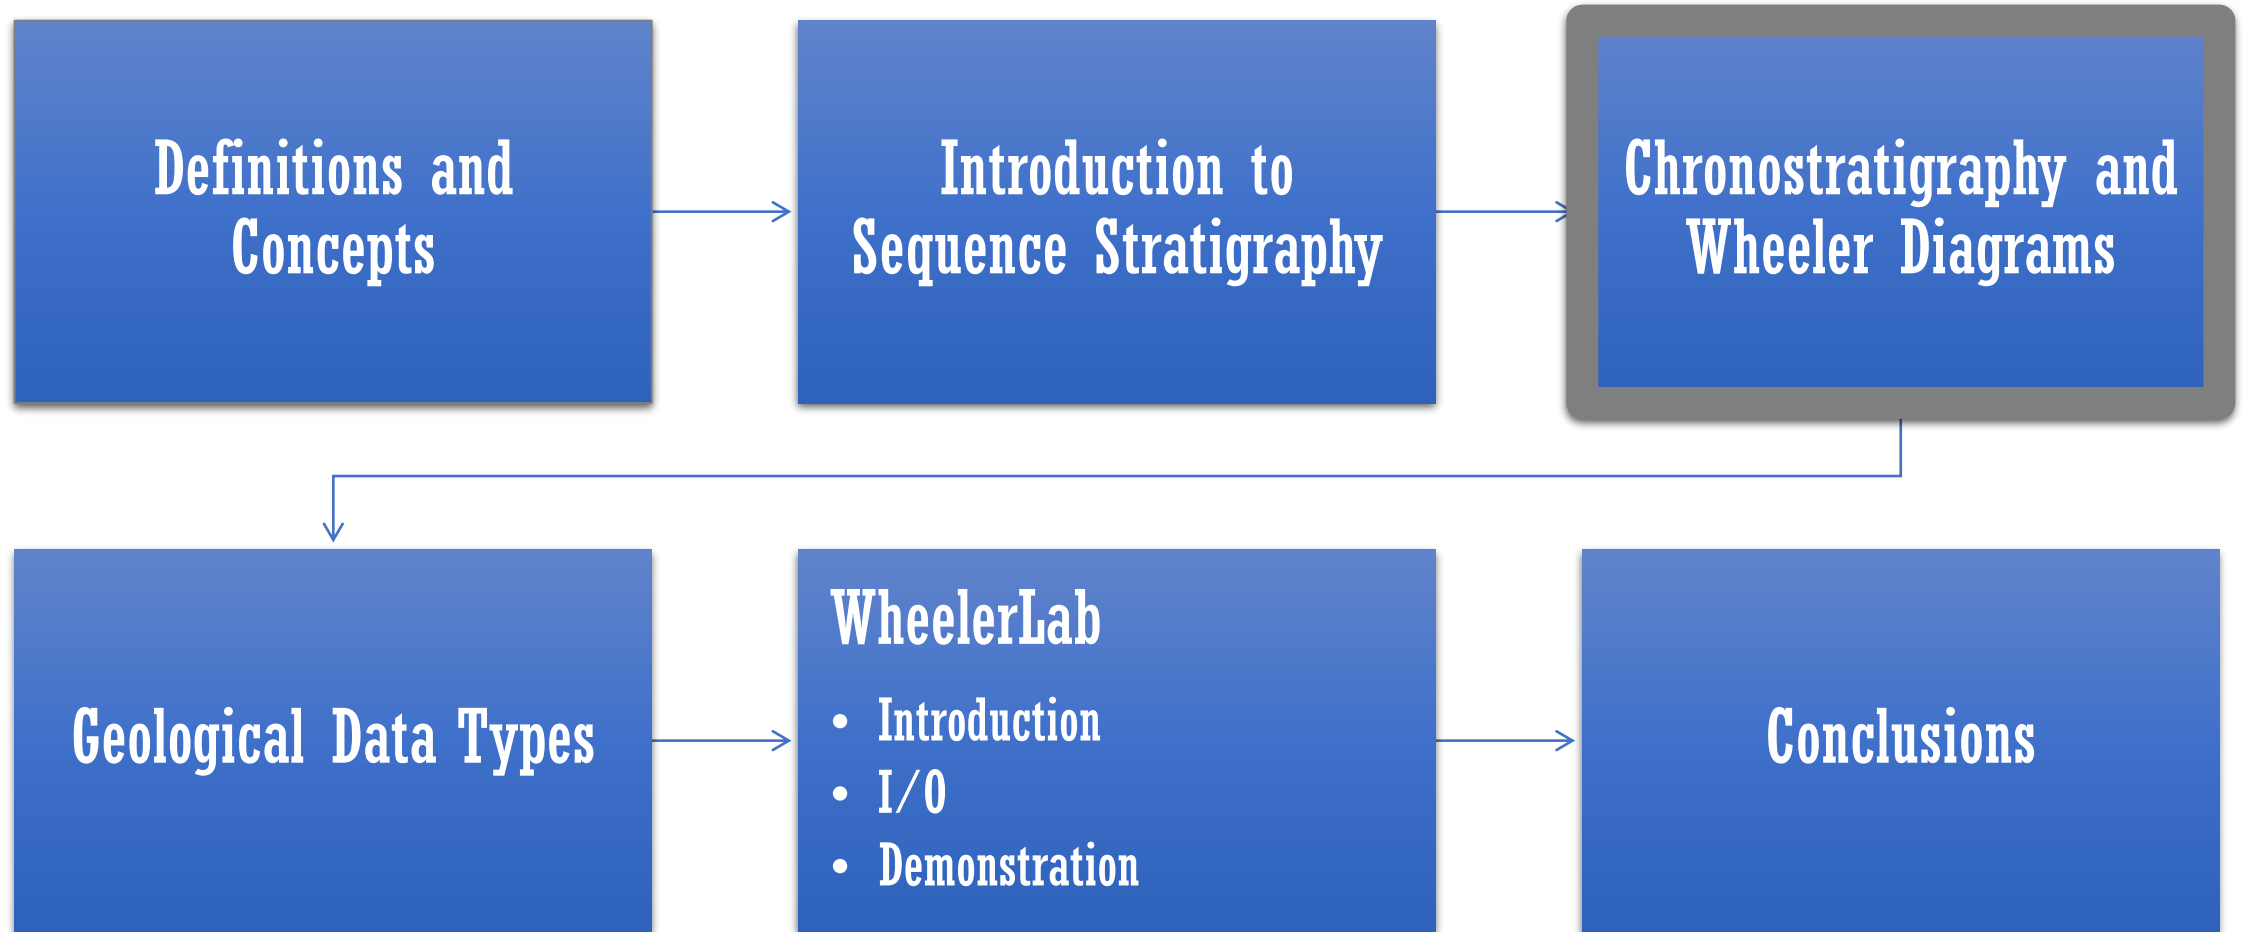 Definitions and
Concepts
Introduction to
Sequence Stratigraphy
Chronostratigraphy and
Wheeler Diagrams
Geological Data Types
WheelerLab
• Introduction
• I/O
• Demonstration
Conclusions